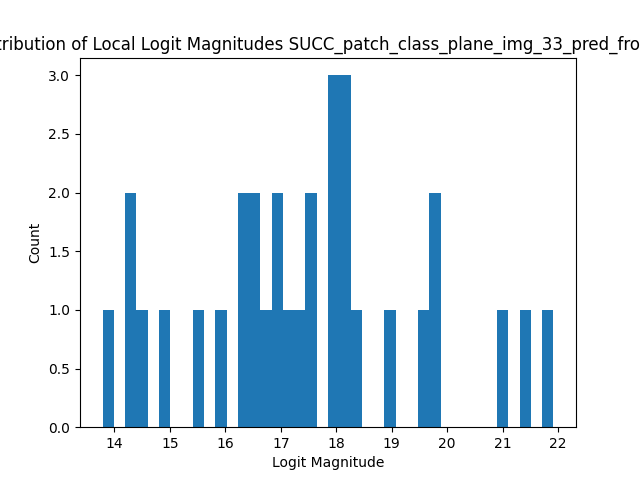 tribution of Local Logit Magnitudes SUCC_patch_class_plane_img_33_pred_fro
3.0
2.5
2.0
1.5
1.0
0.5
0.0
Count
14 15 16 17 18 19 20 21 22
Logit Magnitude